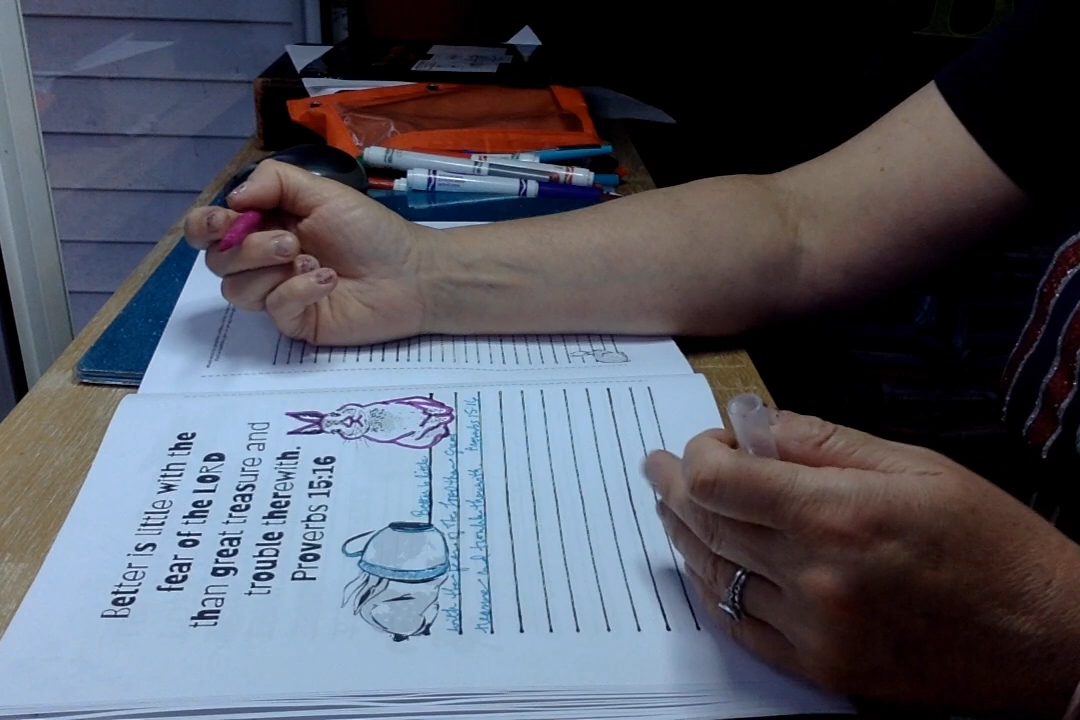 Better is little with the
fear of the LORD
than great treasure and
trouble therewith.
Proverbs 15:16
Better is little
with the fear of the Lord than great
treasure and trouble therewith Proverbs 15:16